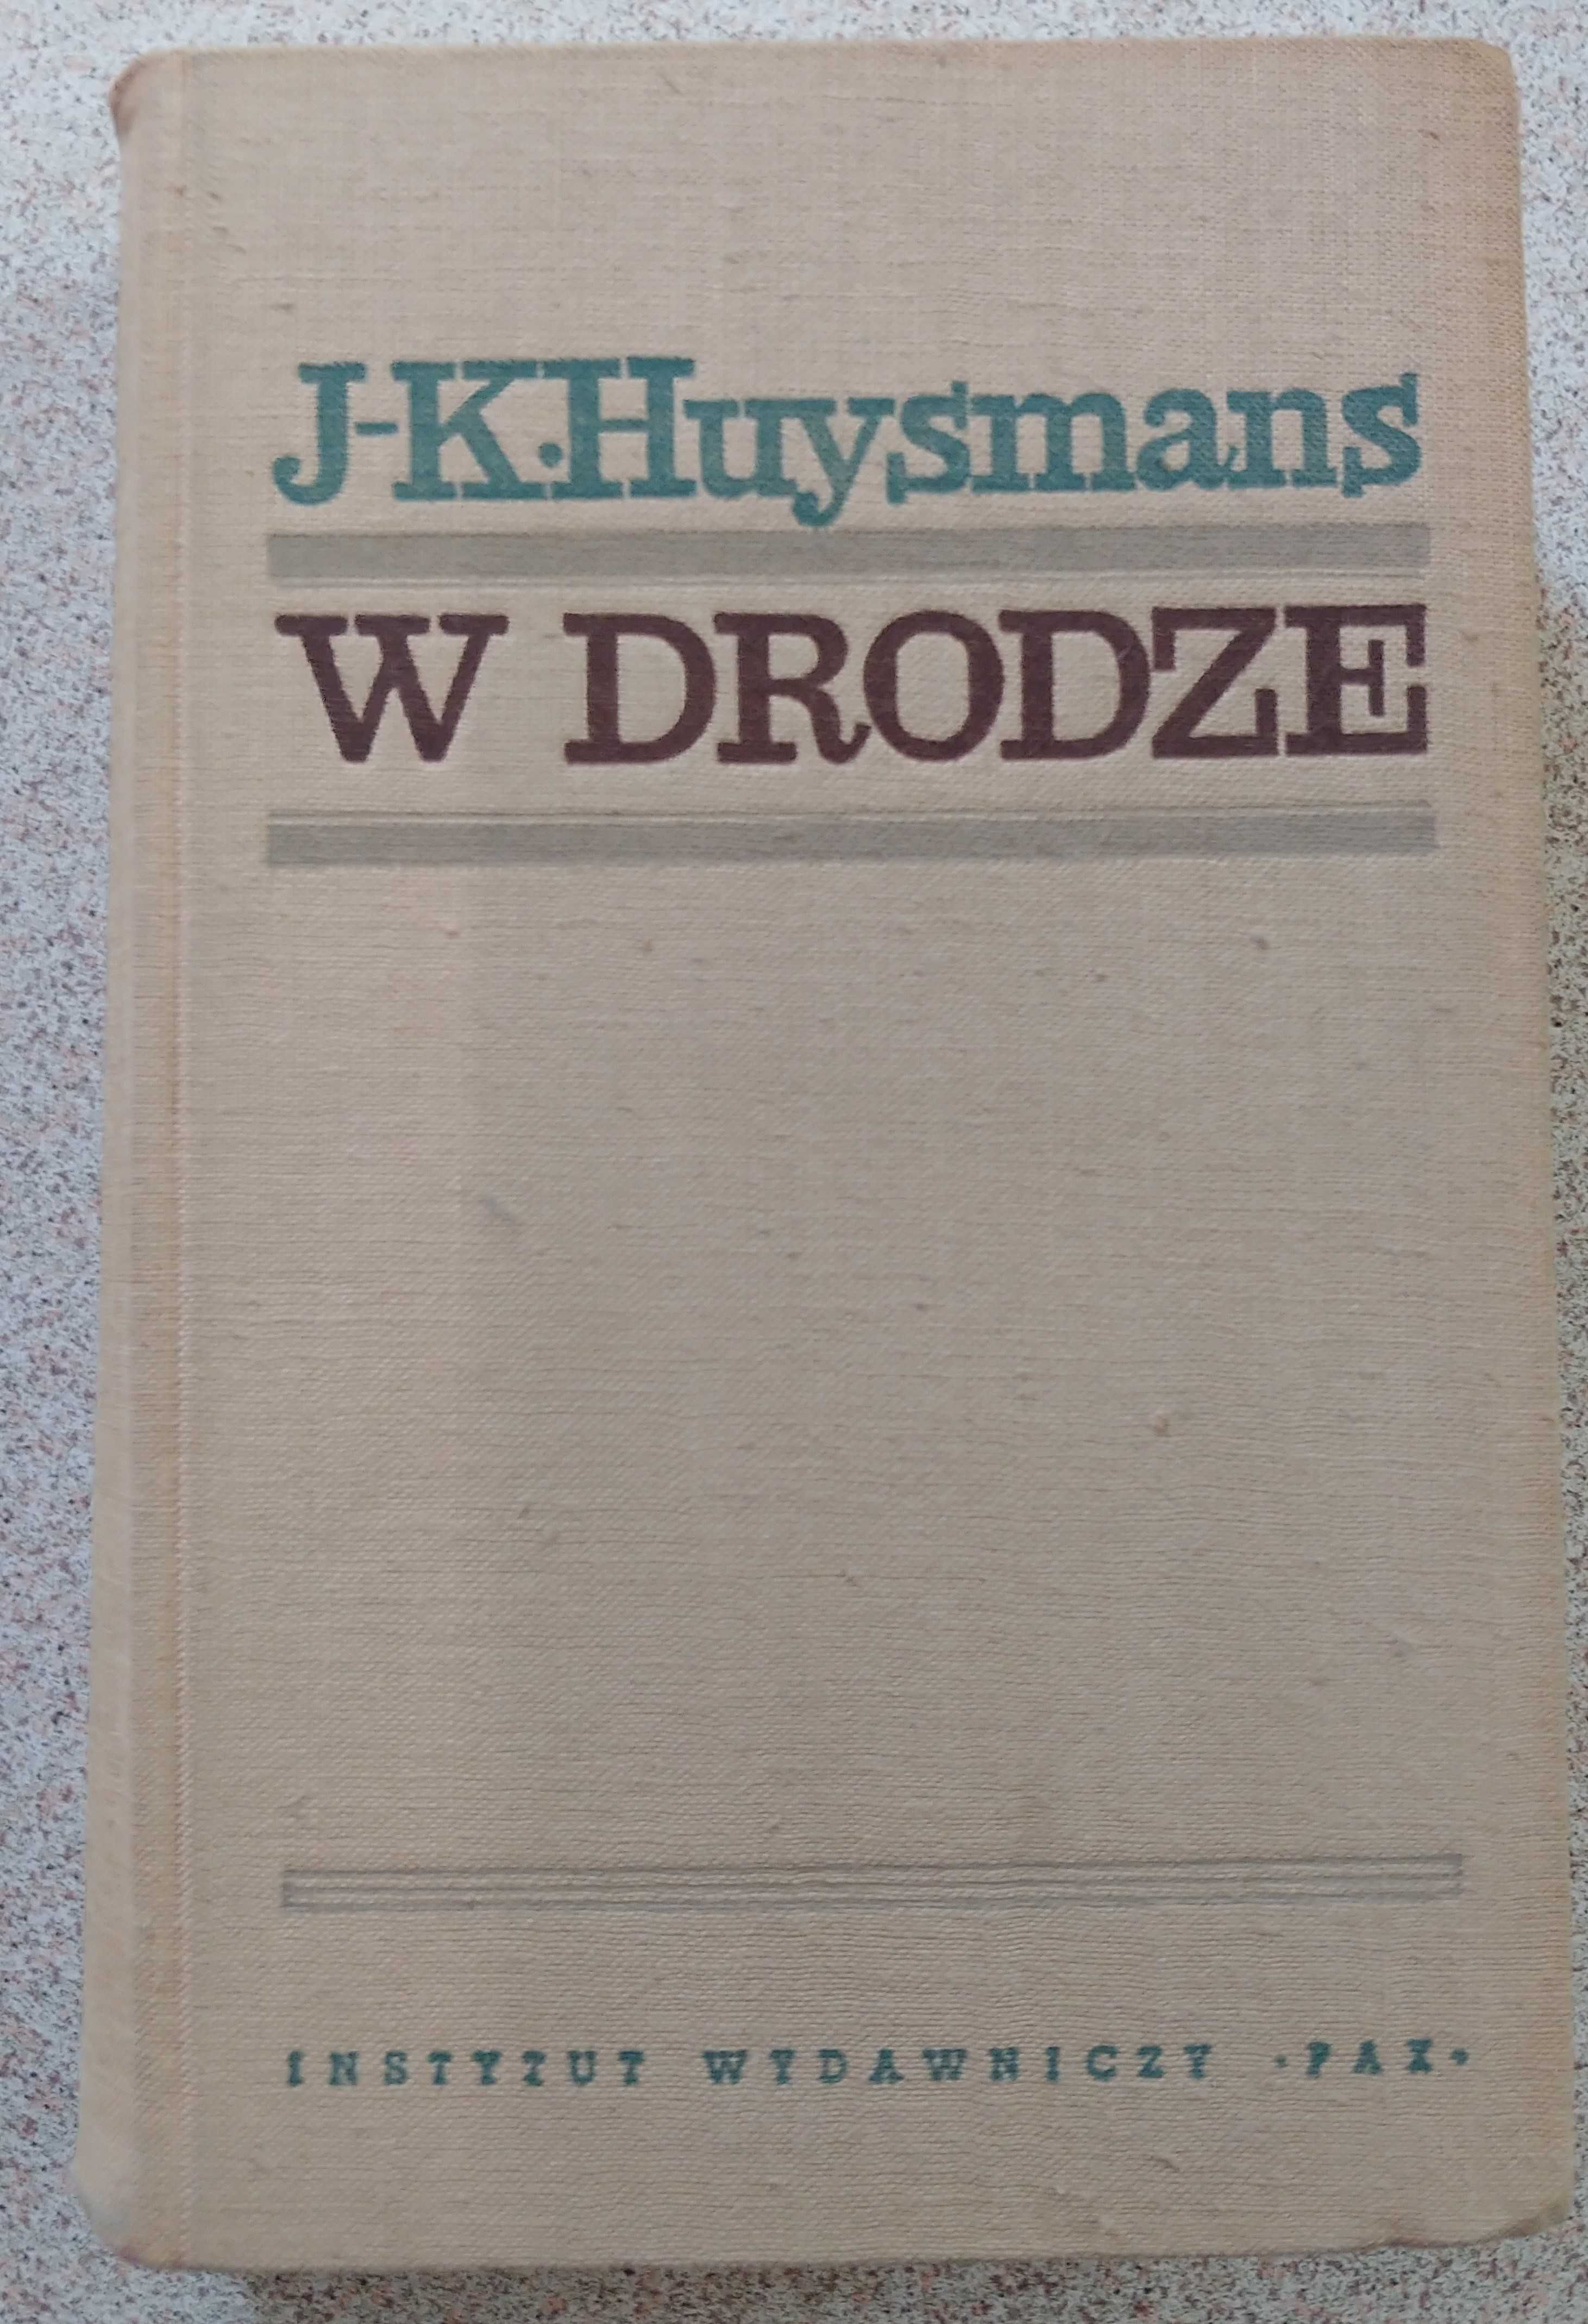 J-K. Huysmans
W DRODZE
INSTYTUT WYDAWNICZY •PAX•